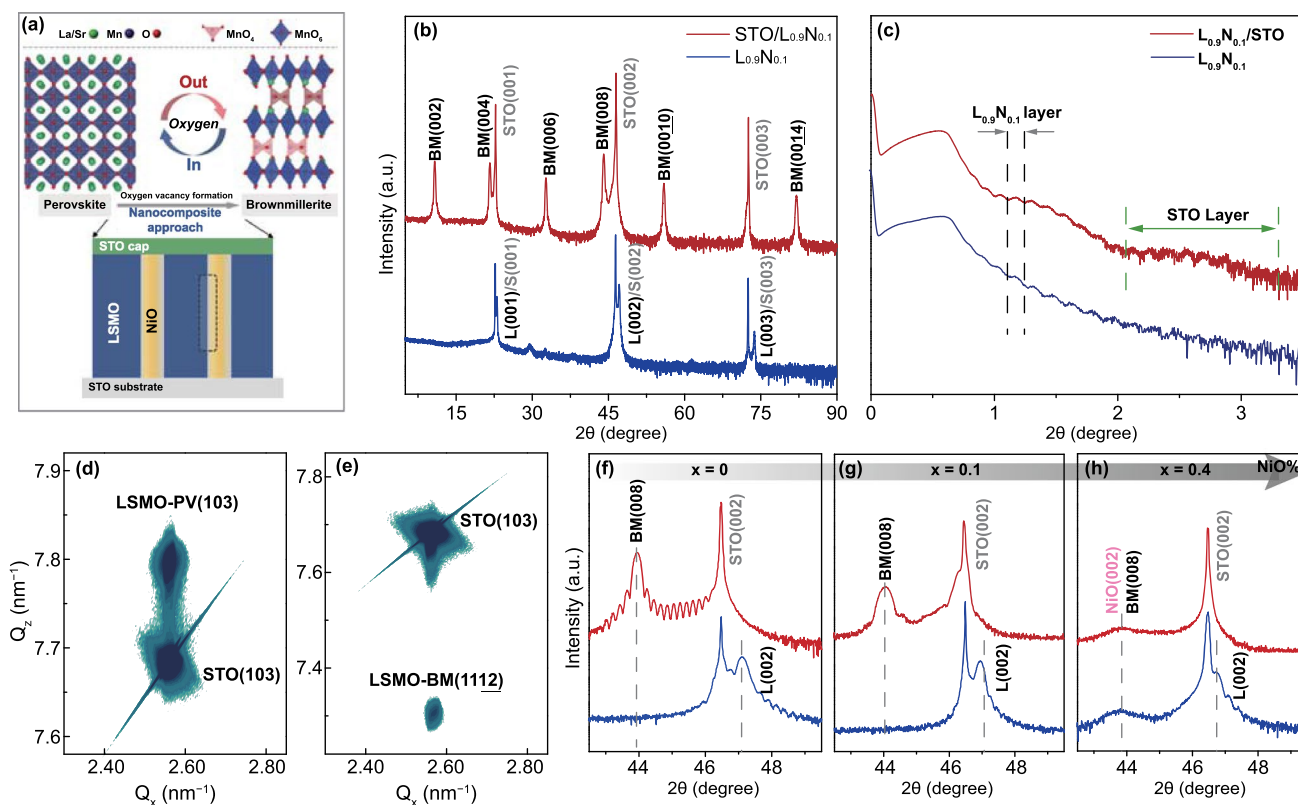 (a)
La/Sr Mn O MnO4 MnO6
Out
Oxygen
In
Perovskite
Oxygen vacancy formation
Brownmillerite
Nanocomposite
approach
STO cap
LSMO
NiO
STO substrate
(b)
STO/L0.9N0.1
L0.9N0.1
BM(002)
BM(004)
STO(001)
BM(006)
BM(008)
STO(002)
BM(0010)
STO(003)
BM(0014)
L(001)/S(001)
L(002)/S(002)
L(003)/S(003)
Intensity (a.u.)
15 30 45 60 75 90
2θ (degree)
(c)
L0.9N0.1/STO
L0.9N0.1
L0.9N0.1 layer
STO Layer
0 1 2 3
2θ (degree)
(d)
7.9
7.8
7.7
7.6
LSMO-PV(103)
STO(103)
Qz (nm−1)
2.40 2.60 2.80
Qx (nm−1)
(e)
7.8
7.6
7.4
STO(103)
LSMO-BM(1112)
2.40 2.60 2.80
Qx (nm−1)
(f)
x = 0
BM(008)
STO(002)
L(002)
Intensity (a.u.)
44 46 48
2θ (degree)
(g)
x = 0.1
BM(008)
STO(002)
L(002)
44 46 48
2θ (degree)
(h)
x = 0.4
NiO%
NiO(002)
BM(008)
STO(002)
L(002)
44 46 48
2θ (degree)